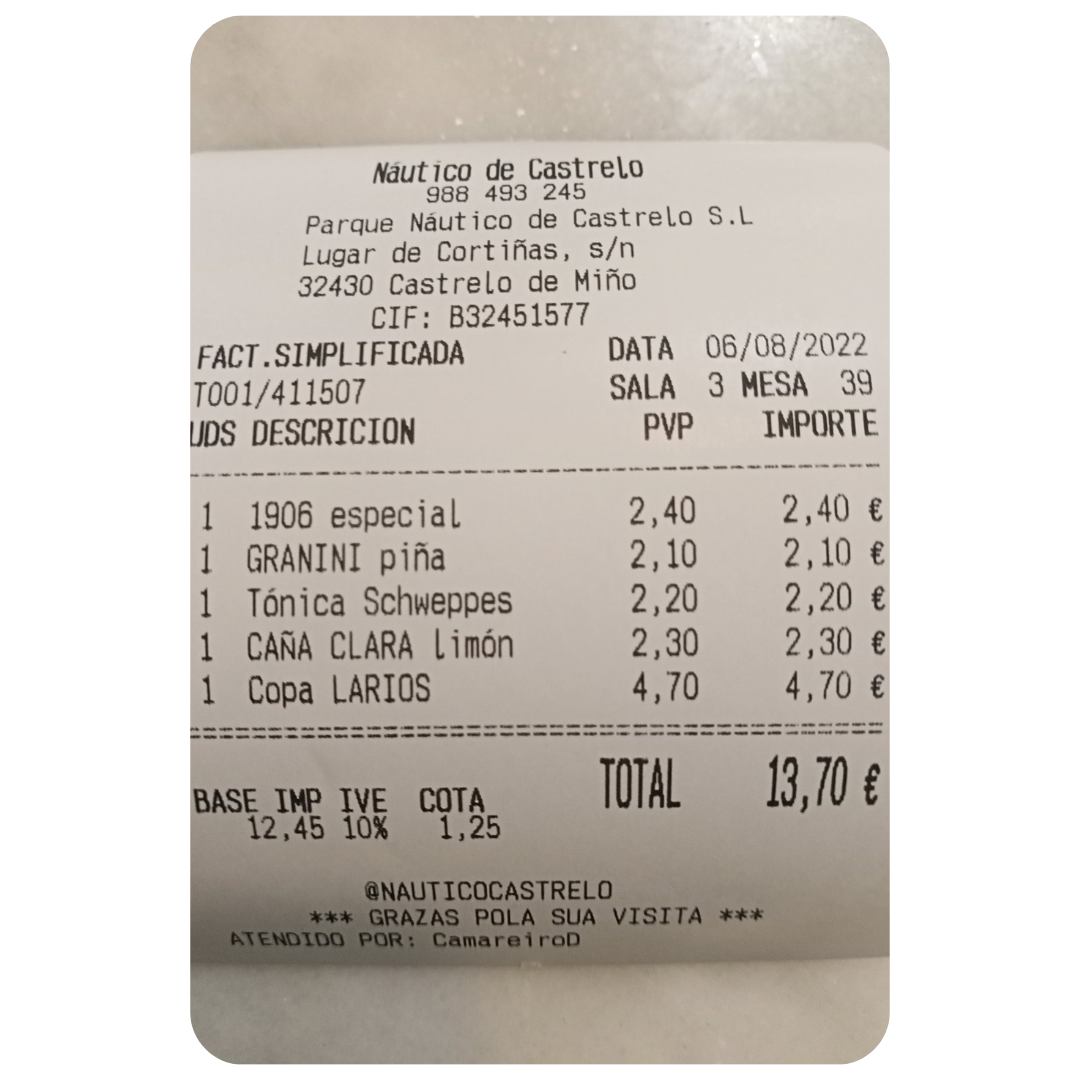 Náutico de Castrelo
988 493 245
Parque Náutico de Castrelo S.L
Lugar de Cortiñas, s/n
32430 Castrelo de Miño
CIF: B32451577
FACT.SIMPLIFICADA DATA 06/08/2022
T001/411507 SALA 3 MESA 39
UDS DESCRICION PVP IMPORTE
1 1906 especial 2,40 2,40 €
1 GRANINI piña 2,10 2,10 €
1 Tónica Schweppes 2,20 2,20 €
1 CAÑA CLARA limón 2,30 2,30 €
1 Copa LARIOS 4,70 4,70 €
TOTAL 13,70 €
BASE IMP IVE COTA
12,45 10% 1,25
@NAUTICOCASTRELO
*** GRAZAS POLA SUA VISITA ***
ATENDIDO POR: CamareiroD